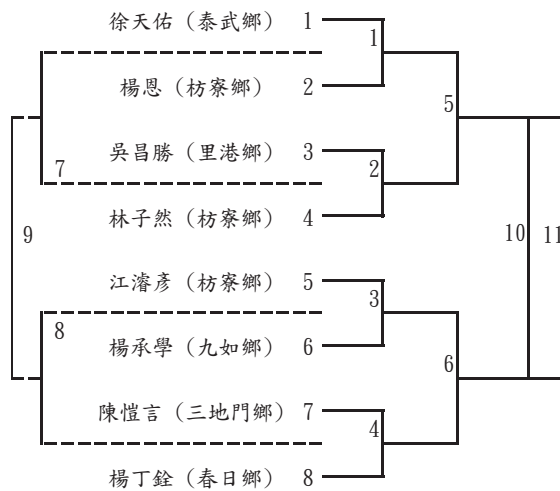 徐天佑 (泰武鄉) 1
1
楊恩 (枋寮鄉) 2
5
吳昌勝 (里港鄉) 3
7
2
林子然 (枋寮鄉) 4
9
10
11
江濬彥 (枋寮鄉) 5
3
8
楊承學 (九如鄉) 6
6
陳愷言 (三地門鄉) 7
4
楊丁銓 (春日鄉) 8